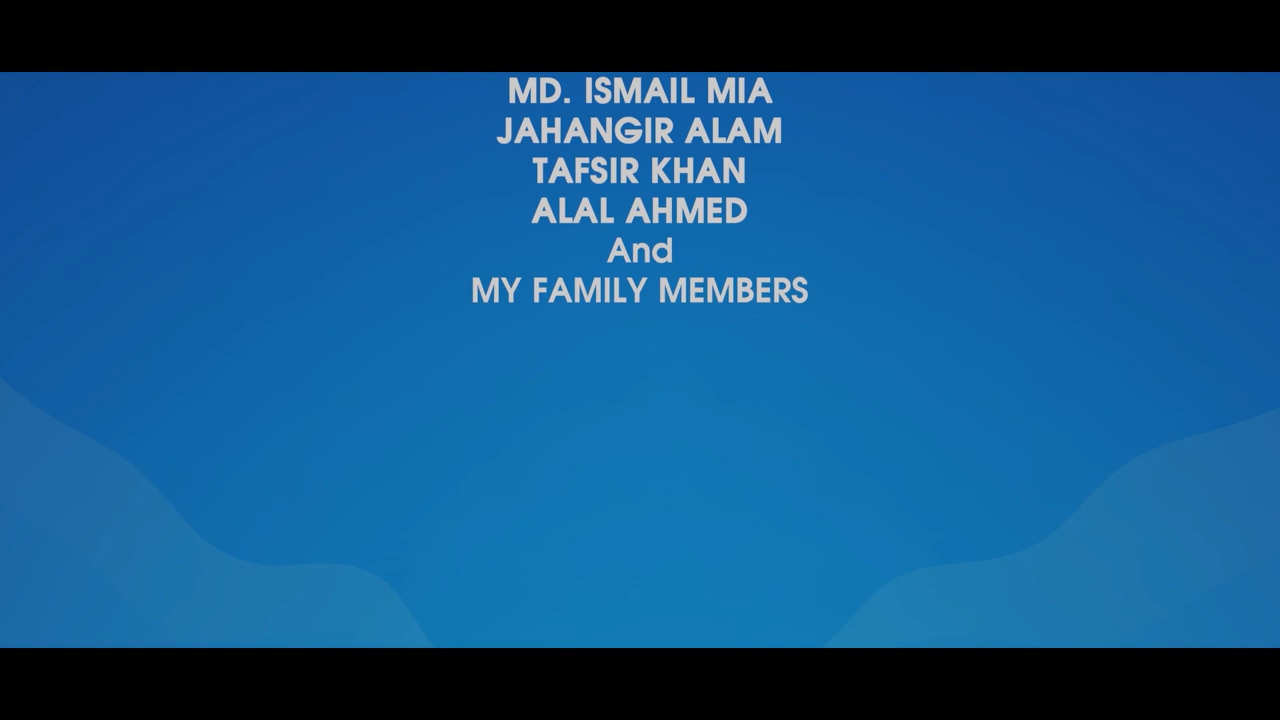 MD. ISMAIL MIA
JAHANGIR ALAM
TAFSIR KHAN
ALAL AHMED
And
MY FAMILY MEMBERS